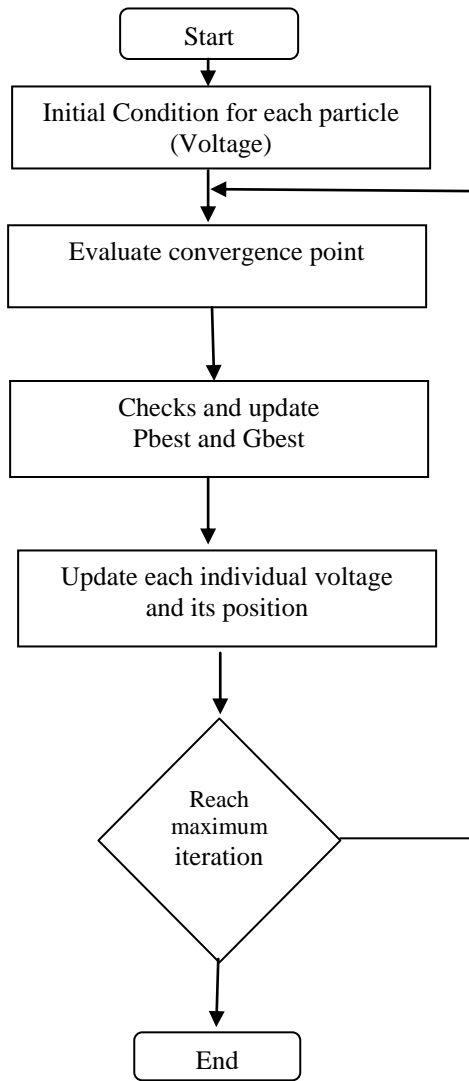 Start
Initial Condition for each particle
(Voltage)
Evaluate convergence point
Checks and update
Pbest and Gbest
Update each individual voltage
and its position
Reach
maximum
iteration
End